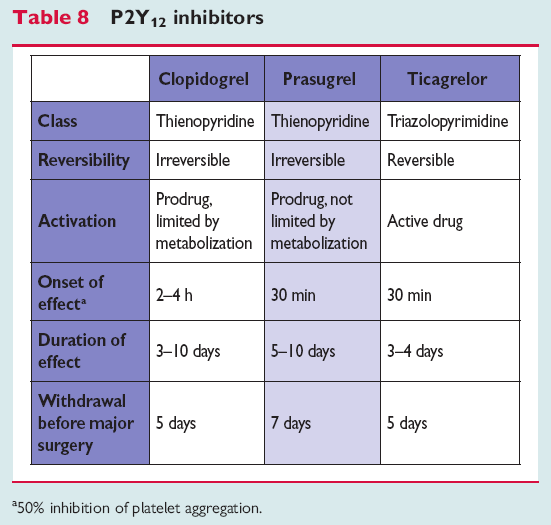 Table 8 P2Y₁₂ inhibitors
Clopidogrel Prasugrel Ticagrelor
Class Thienopyridine Thienopyridine Triazolopyrimidine
Reversibility Irreversible Irreversible Reversible
Activation Prodrug, limited by metabolization Prodrug, not limited by metabolization Active drug
Onset of effectᵃ 2–4 h 30 min 30 min
Duration of effect 3–10 days 5–10 days 3–4 days
Withdrawal before major surgery 5 days 7 days 5 days
ᵃ50% inhibition of platelet aggregation.